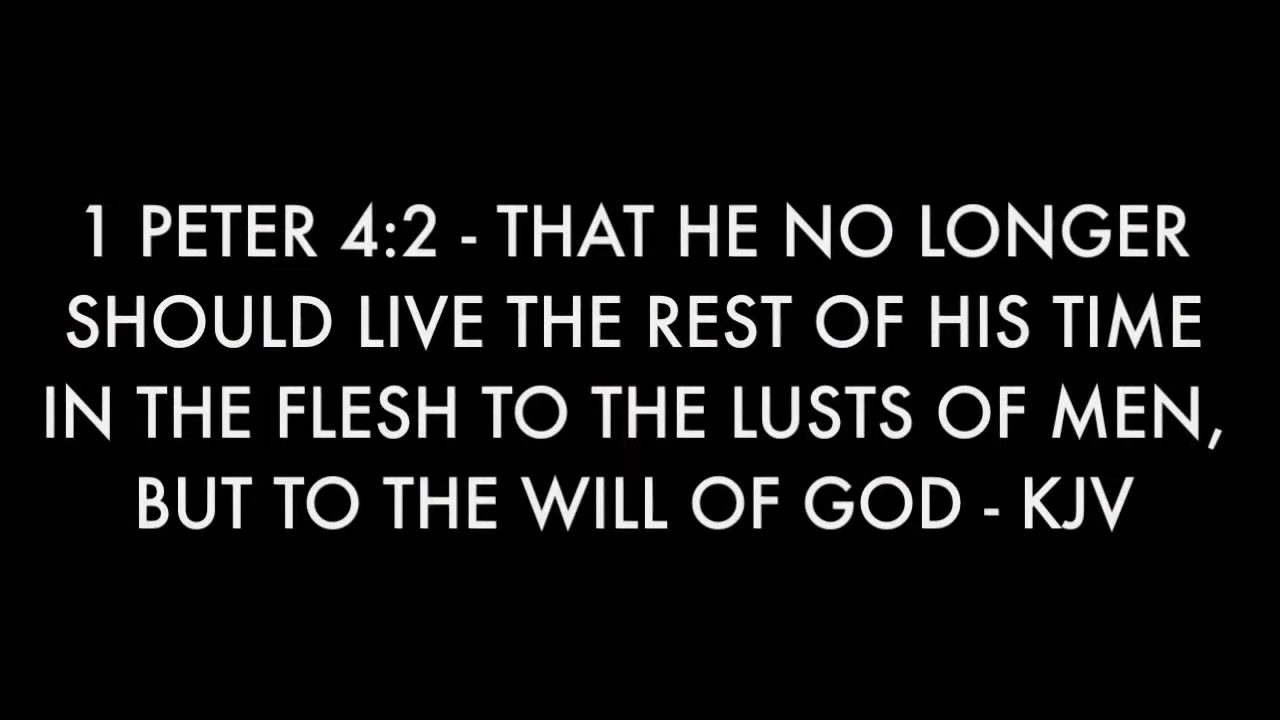 1 PETER 4:2 - THAT HE NO LONGER
SHOULD LIVE THE REST OF HIS TIME
IN THE FLESH TO THE LUSTS OF MEN,
BUT TO THE WILL OF GOD - KJV